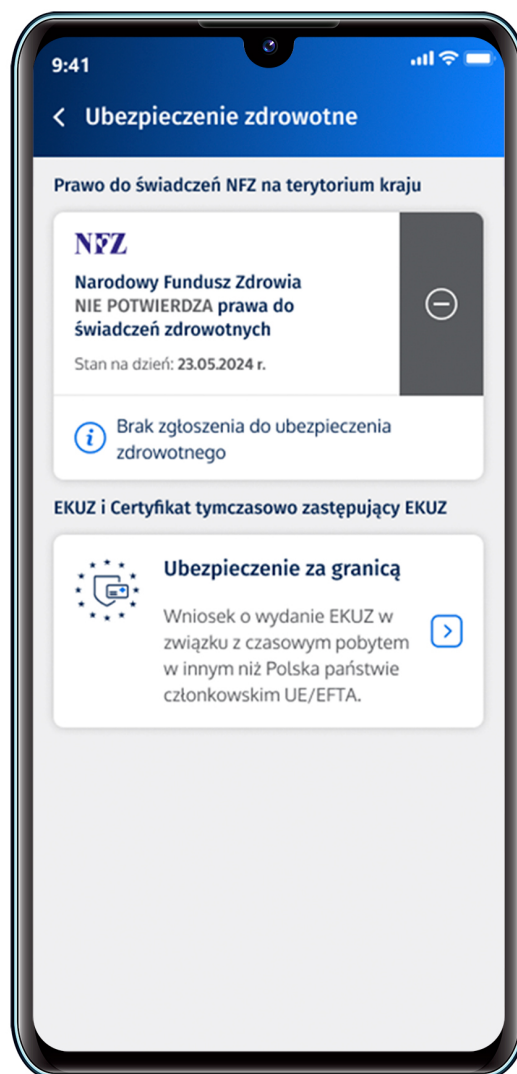 9:41
Ubezpieczenie zdrowotne
Prawo do świadczeń NFZ na terytorium kraju
NFZ
Narodowy Fundusz Zdrowia
NIE POTWIERDZA prawa do
świadczeń zdrowotnych
Stan na dzień: 23.05.2024 r.
Brak zgłoszenia do ubezpieczenia
zdrowotnego
EKUZ i Certyfikat tymczasowo zastępujący EKUZ
Ubezpieczenie za granicą
Wniosek o wydanie EKUZ w
związku z czasowym pobytem
w innym niż Polska państwie
członkowskim UE/EFTA.